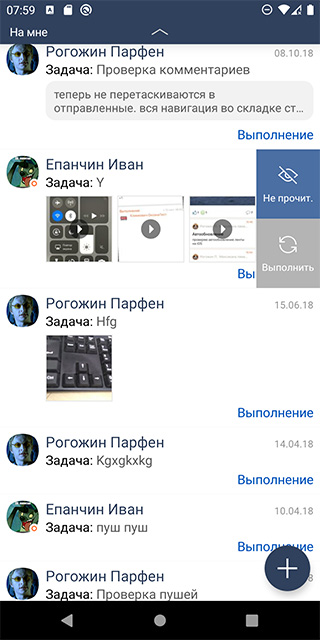 07:59
На мне
Рогожин Парфен 08.10.18
Задача: Проверка комментариев
теперь не перетаскиваются в
отправленные. вся навигация во складке ст…
Выполнение
Епанчин Иван
Задача: Y
Не прочит.
Вы
Выполнить
Рогожин Парфен 15.06.18
Задача: Hfg
Выполнение
Рогожин Парфен 14.04.18
Задача: Kgxgkxkg
Выполнение
Епанчин Иван 10.04.18
Задача: пуш пуш
Выполнение
Рогожин Парфен
Задача: Проверка пушей